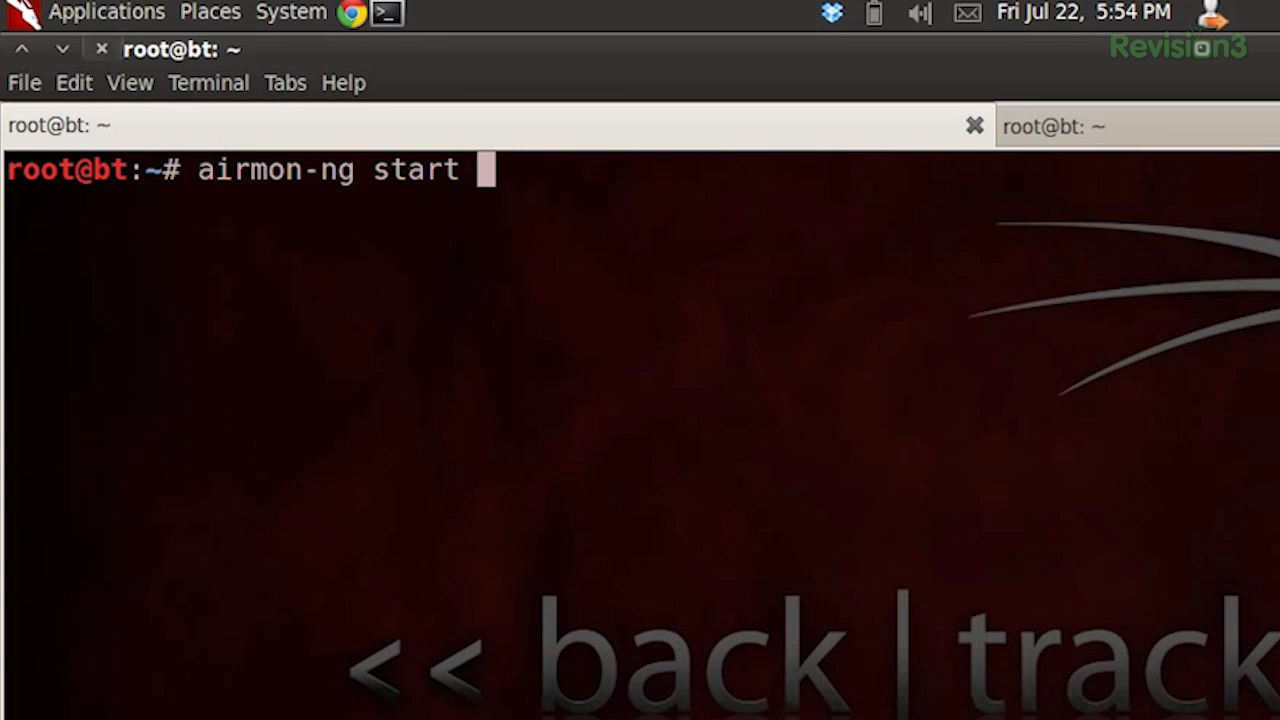 Applications Places System Fri Jul 22, 5:54 PM
Revision3
root@bt: ~
File Edit View Terminal Tabs Help
root@bt: ~ root@bt: ~
root@bt:~# airmon-ng start
<< back | track